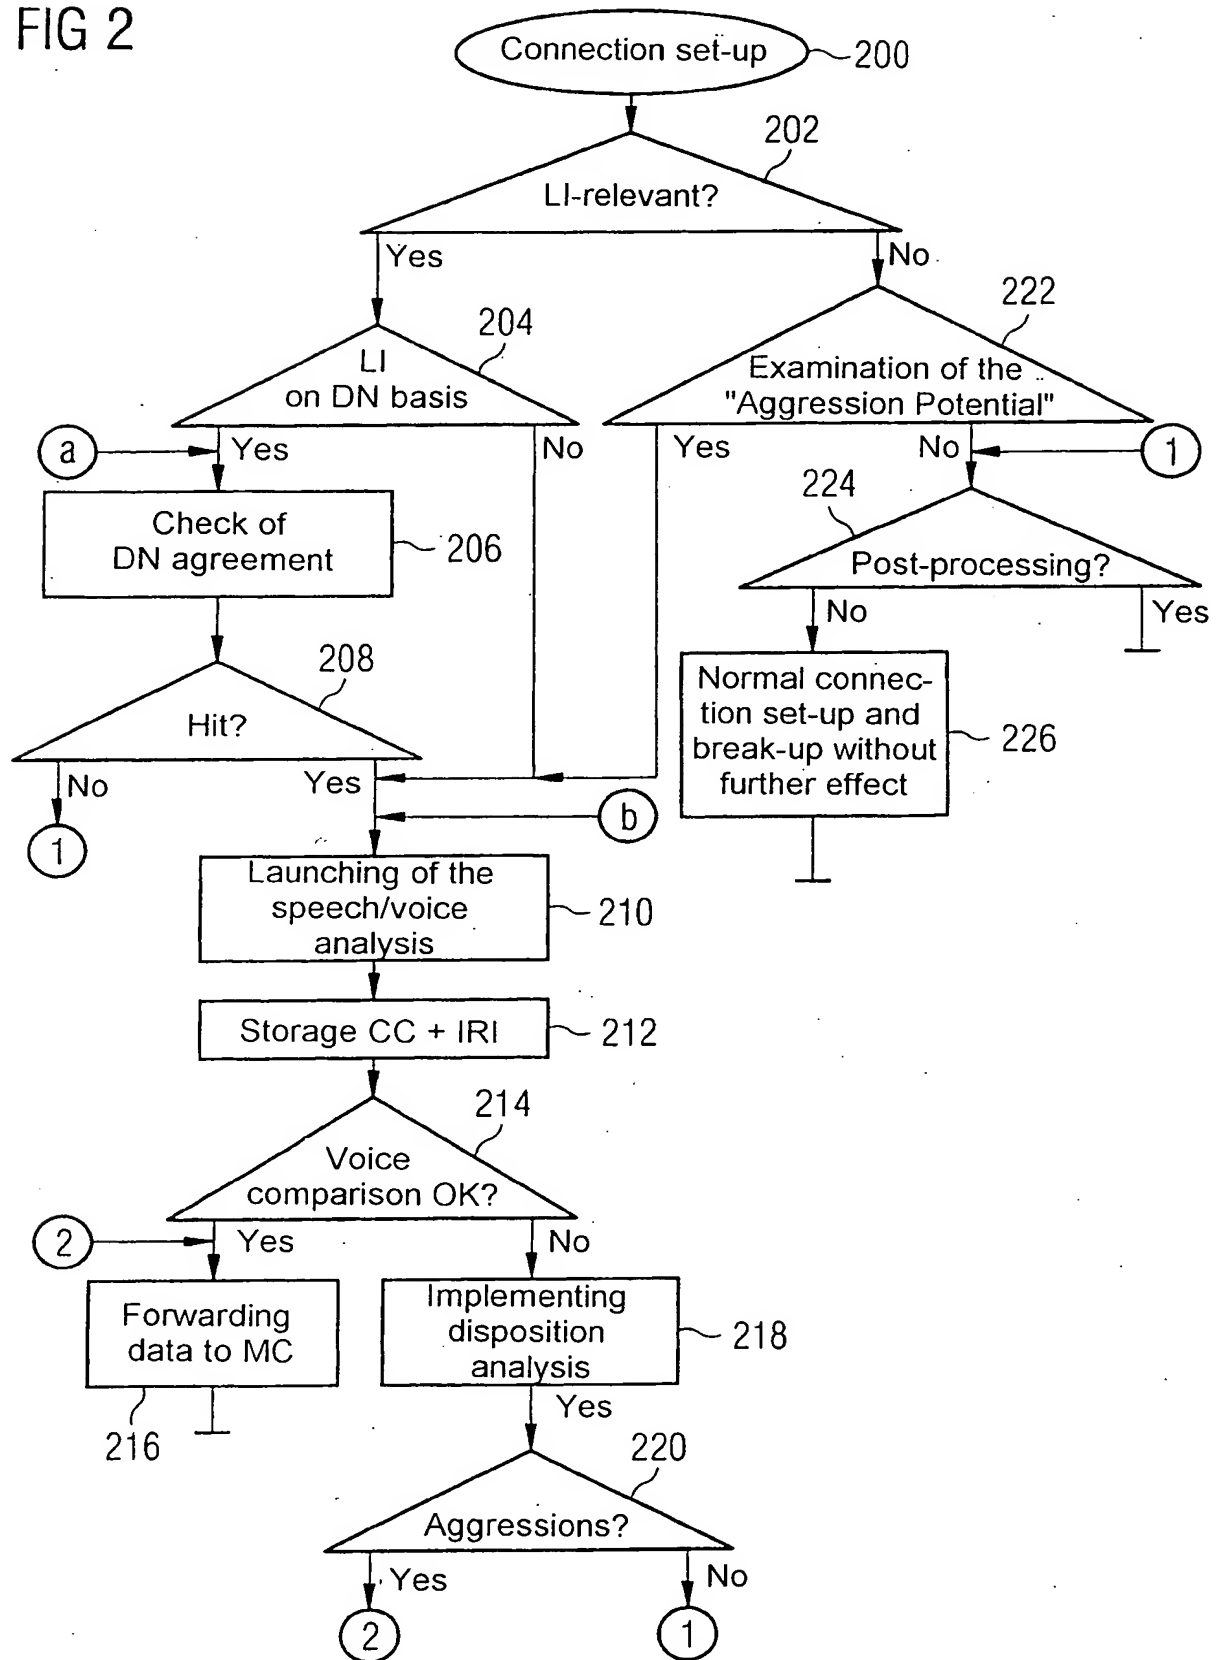 FIG 2
Connection set-up
200
202
LI-relevant?
Yes
No
204
222
LI
on DN basis
Examination of the
"Aggression Potential"
a
Yes
No
Yes
No
1
224
Check of
DN agreement
206
Post-processing?
No
Yes
208
Hit?
Normal connec-
tion set-up and
break-up without
further effect
226
No
Yes
b
1
Launching of the
speech/voice
analysis
210
Storage CC + IRI
212
214
Voice
comparison OK?
2
Yes
No
Forwarding
data to MC
216
Implementing
disposition
analysis
218
Yes
220
Aggressions?
Yes
No
2
1